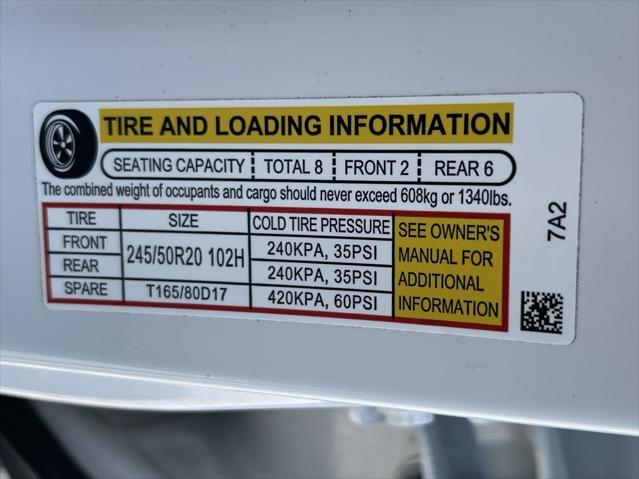 TIRE AND LOADING INFORMATION
SEATING CAPACITY TOTAL 8 FRONT 2 REAR 6
The combined weight of occupants and cargo should never exceed 608kg or 1340lbs.
TIRE SIZE COLD TIRE PRESSURE
FRONT 245/50R20 102H 240KPA, 35PSI
REAR 240KPA, 35PSI
SPARE T165/80D17 420KPA, 60PSI
SEE OWNER'S
MANUAL FOR
ADDITIONAL
INFORMATION
7A2